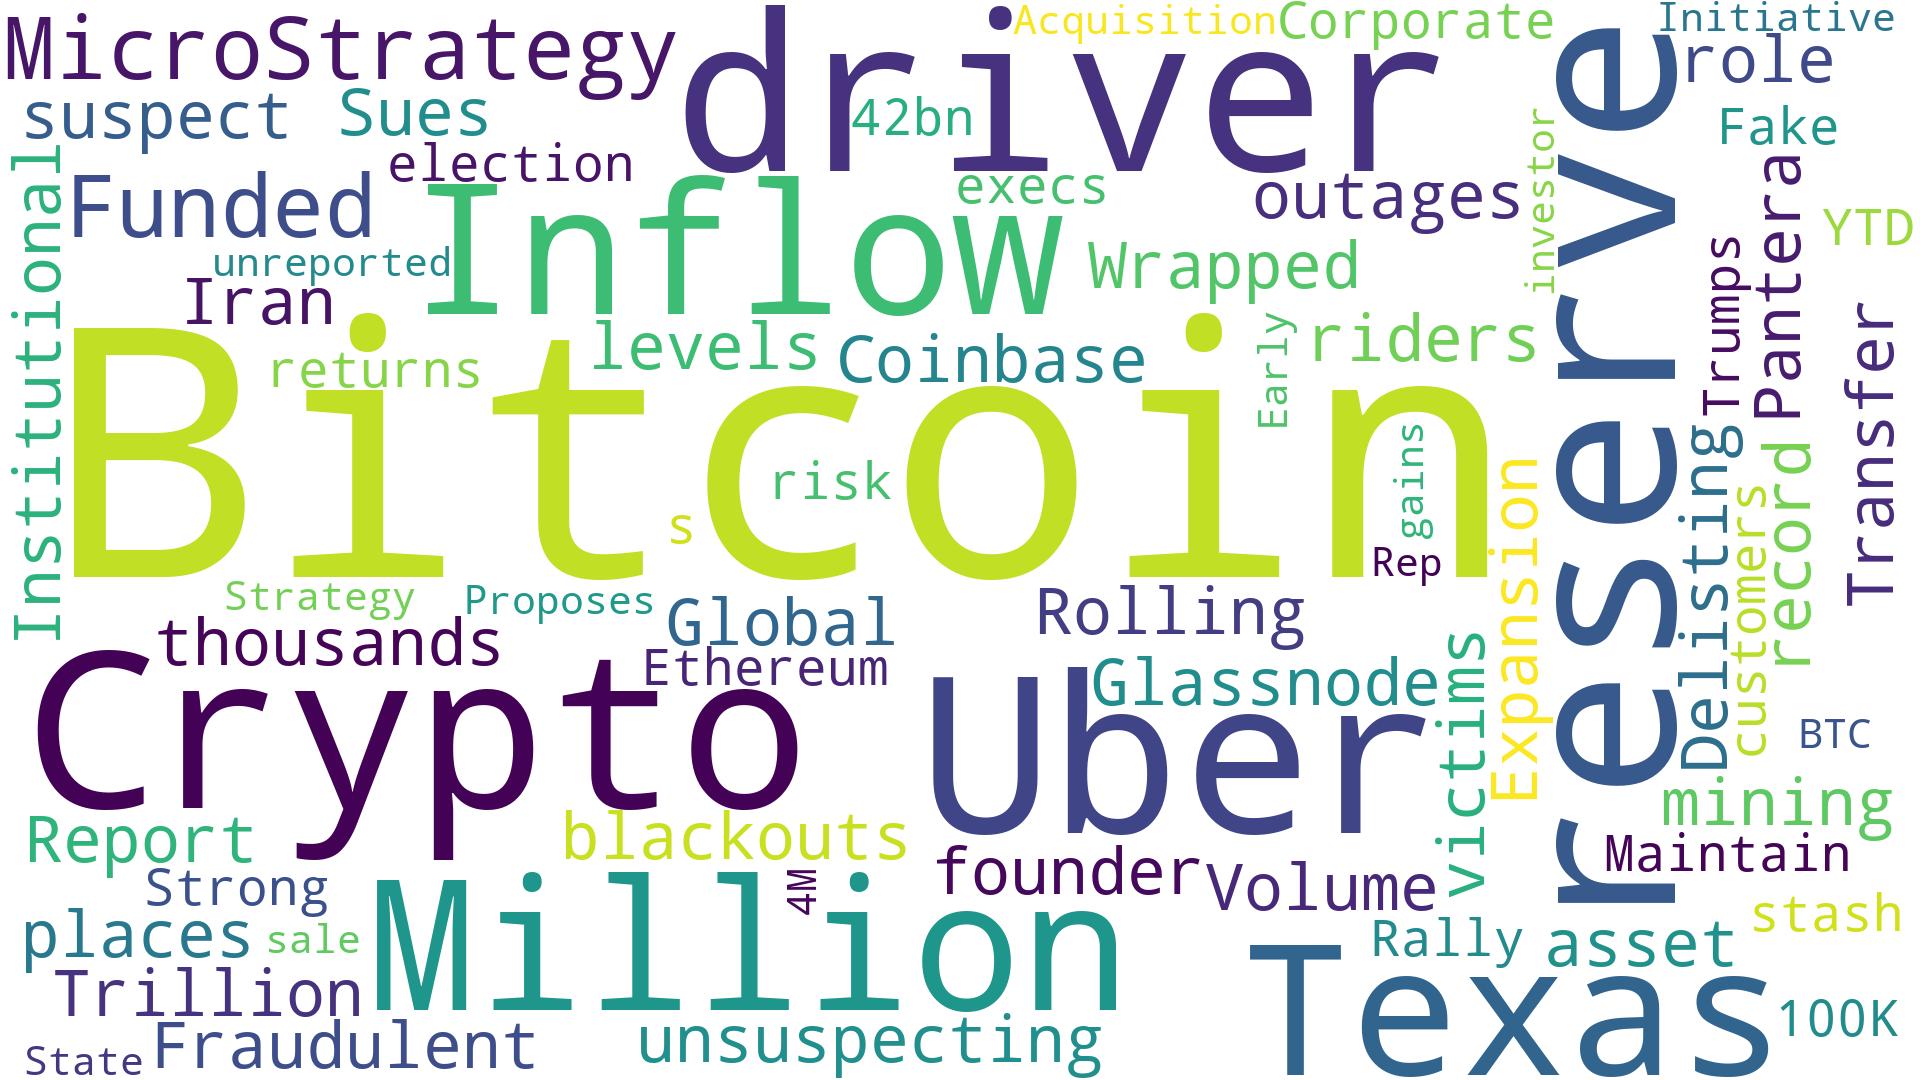 MicroStrategy
driver
Acquisition
Corporate
Initiative
role
suspect
Sues
42bn
Fake
election
investor
Institutional
Funded
Inflow
execs
outages
reserve
Pantera
YTD
unreported
Iran
Wrapped
Trumps
Transfer
Bitcoin
returns
levels
Coinbase
Early
riders
risk
s
gains
Rep
Expansion
Delisting
customers
record
Strategy
Proposes
Global
Rolling
thousands
Ethereum
Crypto
Uber
Glassnode
victims
BTC
Report
blackouts
mining
Strong
4M
founder
Volume
Maintain
places
sale
Million
Rally
asset
stash
Trillion
Texas
100K
State
Fraudulent
unsuspecting